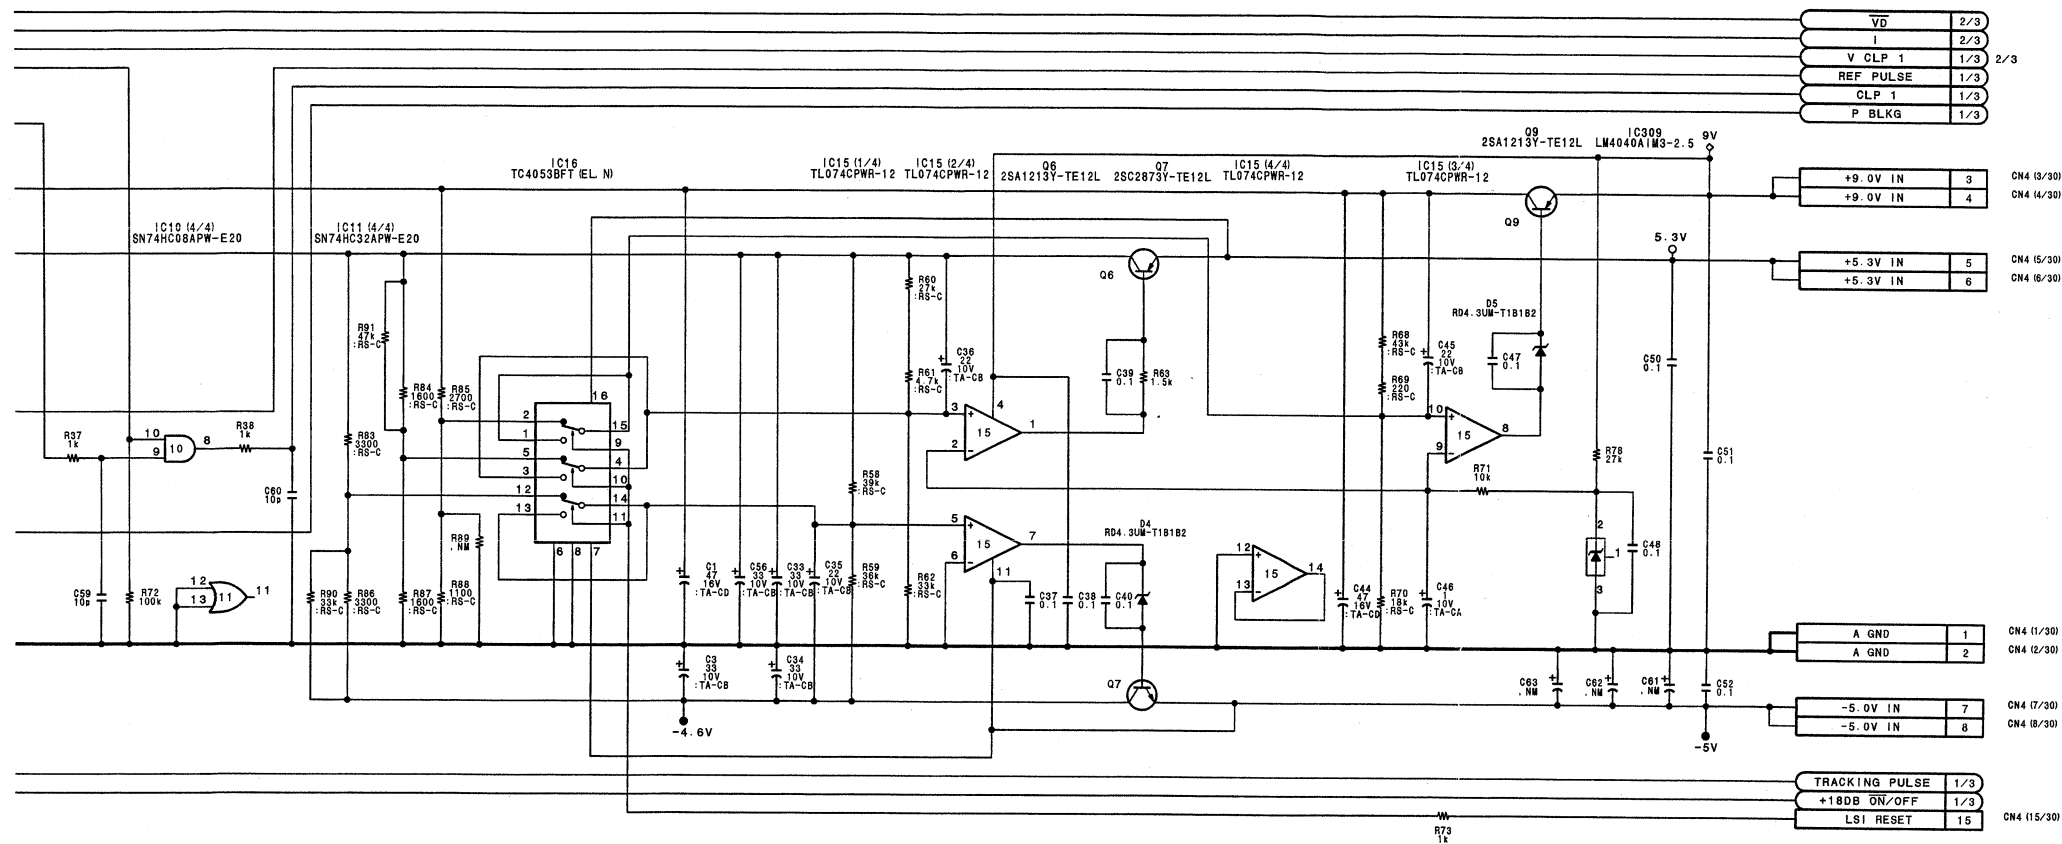 VD 2/3
I 2/3
V CLP 1 1/3 2/3
REF PULSE 1/3
CLP 1 1/3
P BLKG 1/3
Q9 IC309 9V
2SA1213Y-TE12L LM4040AIM3-2.5
IC16
TC4053BFT (EL. N)
IC15 (1/4)
TL074CPWR-12
IC15 (2/4)
TL074CPWR-12
Q6
2SA1213Y-TE12L
Q7
2SC2873Y-TE12L
IC15 (4/4)
TL074CPWR-12
IC15 (3/4)
TL074CPWR-12
+9.0V IN 3 CN4 (3/30)
+9.0V IN 4 CN4 (4/30)
Q9
IC10 (4/4)
SN74HC08APW-E20
IC11 (4/4)
SN74HC32APW-E20
5.3V
+5.3V IN 5 CN4 (5/30)
+5.3V IN 6 CN4 (6/30)
Q6
R60
27k
:RS-C
D5
RD4.3UM-T1B1B2
R91
47k
:RS-C
C36
22
10V
:TA-CB
R61
4.7k
:RS-C
C39
0.1
R63
1.5k
R68
43k
:RS-C
C45
22
10V
:TA-CB
C47
0.1
C50
0.1
R69
220
:RS-C
R84
1600
:RS-C
R85
2700
:RS-C
16
2
1
5
3
12
13
15
9
4
10
14
11
6 8 7
3
2
4
15
1
10
9
15
8
R37
1k
10
9
10
8
R38
1k
R83
3300
:RS-C
C60
10p
R58
39k
:RS-C
R71
10k
R78
27k
C51
0.1
R89
.NM
5
6
15
7
11
D4
RD4.3UM-T1B1B2
12
13
15
14
2
1
3
C48
0.1
C59
10p
R72
100k
12
13
11
11
R90
33k
:RS-C
R86
3300
:RS-C
R87
1600
:RS-C
R88
1100
:RS-C
C1
47
16V
:TA-CD
C56
33
10V
:TA-CB
C33
33
10V
:TA-CB
C35
22
10V
:TA-CB
R59
36k
:RS-C
R62
33k
:RS-C
C37
0.1
C38
0.1
C40
0.1
C44
47
16V
:TA-CD
R70
18k
:RS-C
C46
1
10V
:TA-CA
A GND 1 CN4 (1/30)
A GND 2 CN4 (2/30)
C3
33
10V
:TA-CB
C34
33
10V
:TA-CB
Q7
C63
.NM
C62
.NM
C61
.NM
C52
0.1
-4.6V
-5.0V IN 7 CN4 (7/30)
-5.0V IN 8 CN4 (8/30)
-5V
TRACKING PULSE 1/3
+18DB ON/OFF 1/3
LSI RESET 15 CN4 (15/30)
R73
1k